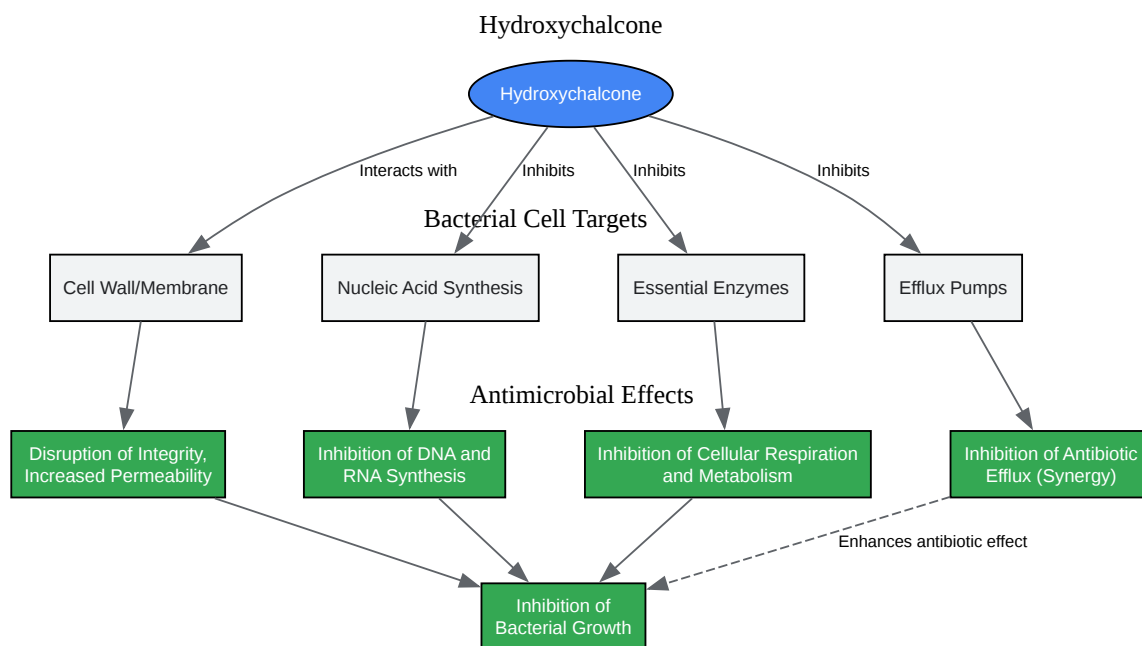 Hydroxychalcone
Hydroxychalcone
Interacts with
Inhibits
Inhibits
Inhibits
Bacterial Cell Targets
Cell Wall/Membrane
Nucleic Acid Synthesis
Essential Enzymes
Efflux Pumps
Antimicrobial Effects
Disruption of Integrity,
Increased Permeability
Inhibition of DNA and
RNA Synthesis
Inhibition of Cellular Respiration
and Metabolism
Inhibition of Antibiotic
Efflux (Synergy)
Enhances antibiotic effect
Inhibition of
Bacterial Growth